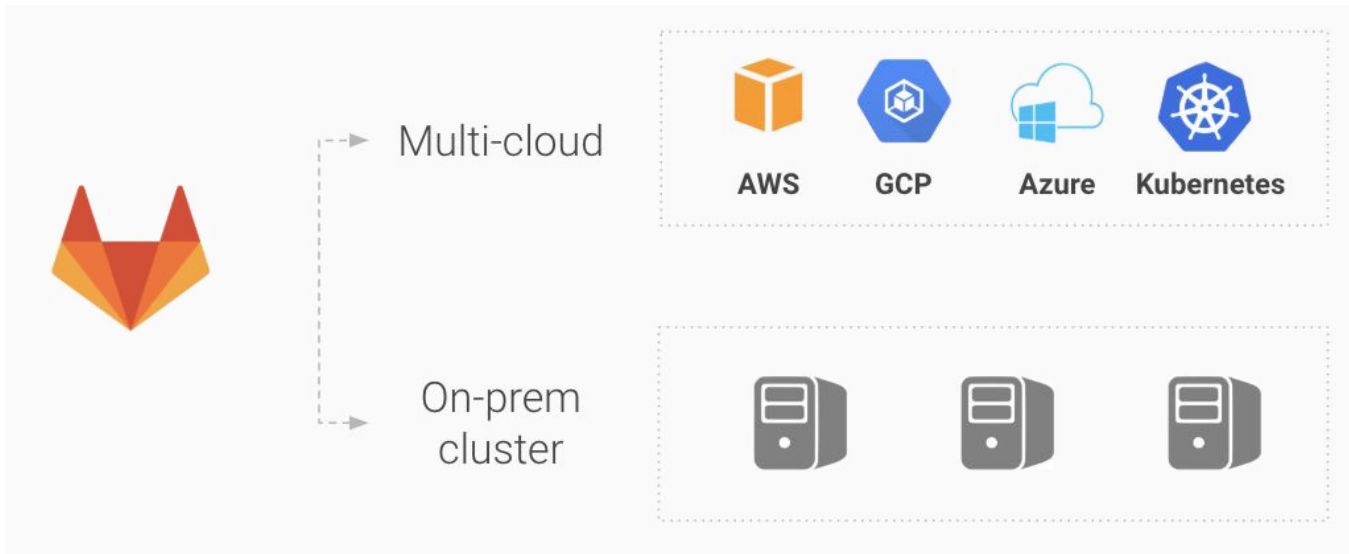 Multi-cloud
AWS
GCP
Azure
Kubernetes
On-prem
cluster